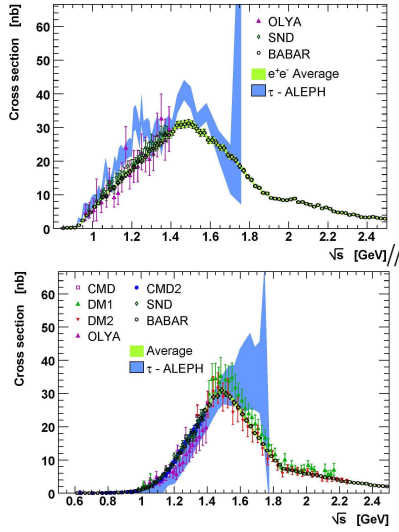 Cross section [nb]
60
50
40
30
20
10
0
OLYA
SND
BABAR
e⁺e⁻ Average
τ - ALEPH
1 1.2 1.4 1.6 1.8 2 2.2 2.4
√s [GeV]//
Cross section [nb]
60
50
40
30
20
10
0
CMD CMD2
DM1 SND
DM2 BABAR
OLYA
Average
τ - ALEPH
0.6 0.8 1 1.2 1.4 1.6 1.8 2 2.2 2.4
√s [GeV]